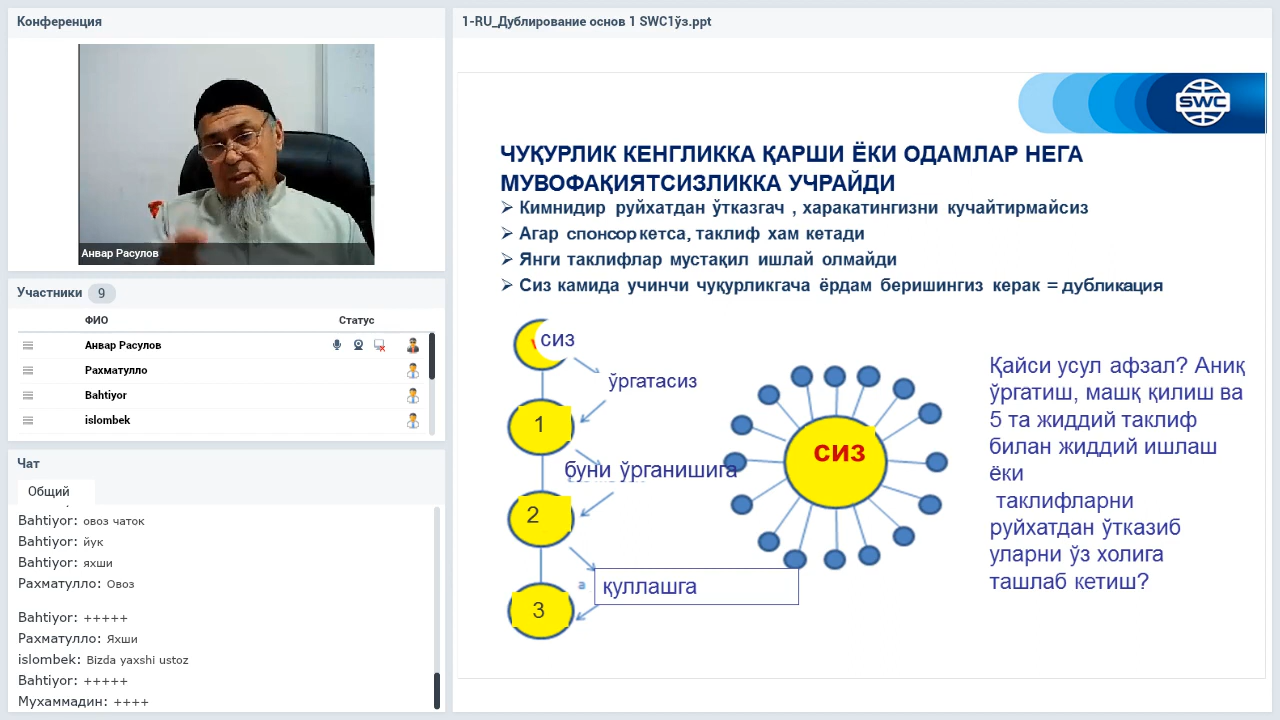 Конференция
Анвар Расулов
Участники 9
ФИО Статус
Анвар Расулов
Рахматулло
Bahtiyor
islombek
Чат
Общий
Bahtiyor: овоз чаток
Bahtiyor: йук
Bahtiyor: яхши
Рахматулло: Овоз
Bahtiyor: +++++
Рахматулло: Яхши
islombek: Bizda yaxshi ustoz
Bahtiyor: +++++
Мухаммадин: ++++
1-RU_Дублирование основ 1 SWC1ўз.ppt
SWC
ЧУҚУРЛИК КЕНГЛИККА ҚАРШИ ЁКИ ОДАМЛАР НЕГА
МУВОФАҚИЯТСИЗЛИККА УЧРАЙДИ
Кимнидир руйхатдан ўтказгач , харакатингизни кучайтирмайсиз
Агар спонсор кетса, таклиф хам кетади
Янги таклифлар мустақил ишлай олмайди
Сиз камида учинчи чуқурликгача ёрдам беришингиз керак = дубликация
сиз
ўргатасиз
1
буни ўрганишига
2
а
қуллашга
3
сиз
Қайси усул афзал? Аниқ
ўргатиш, машқ қилиш ва
5 та жиддий таклиф
билан жиддий ишлаш
ёки
таклифларни
руйхатдан ўтказиб
уларни ўз холига
ташлаб кетиш?